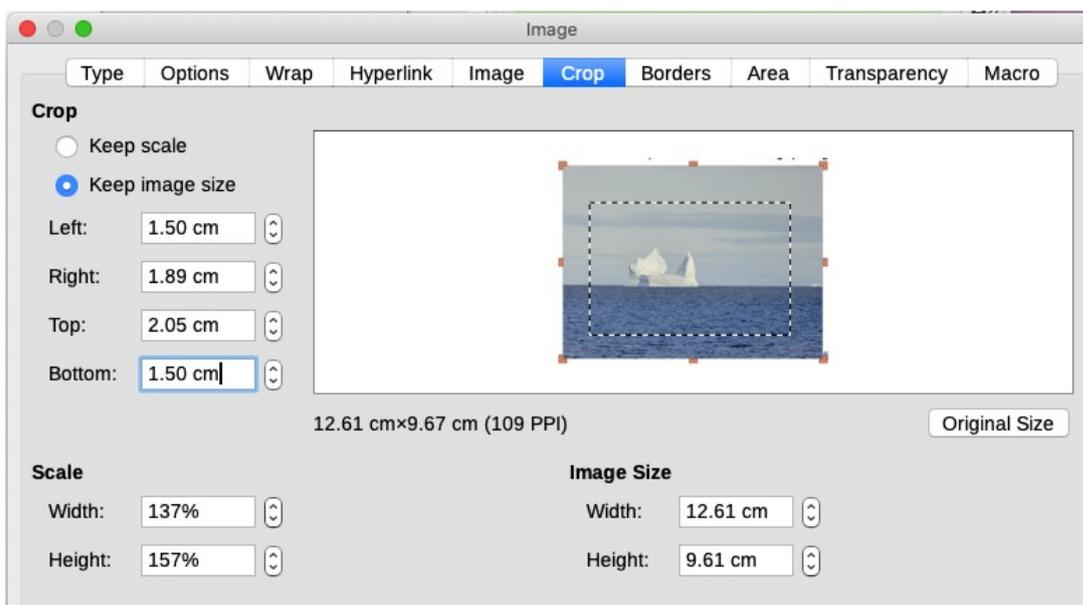 Image
Type Options Wrap Hyperlink Image Crop Borders Area Transparency Macro
Crop
Keep scale
Keep image size
Left: 1.50 cm
Right: 1.89 cm
Top: 2.05 cm
Bottom: 1.50 cm
12.61 cm×9.67 cm (109 PPI)
Original Size
Scale
Image Size
Width: 137%
Width: 12.61 cm
Height: 157%
Height: 9.61 cm